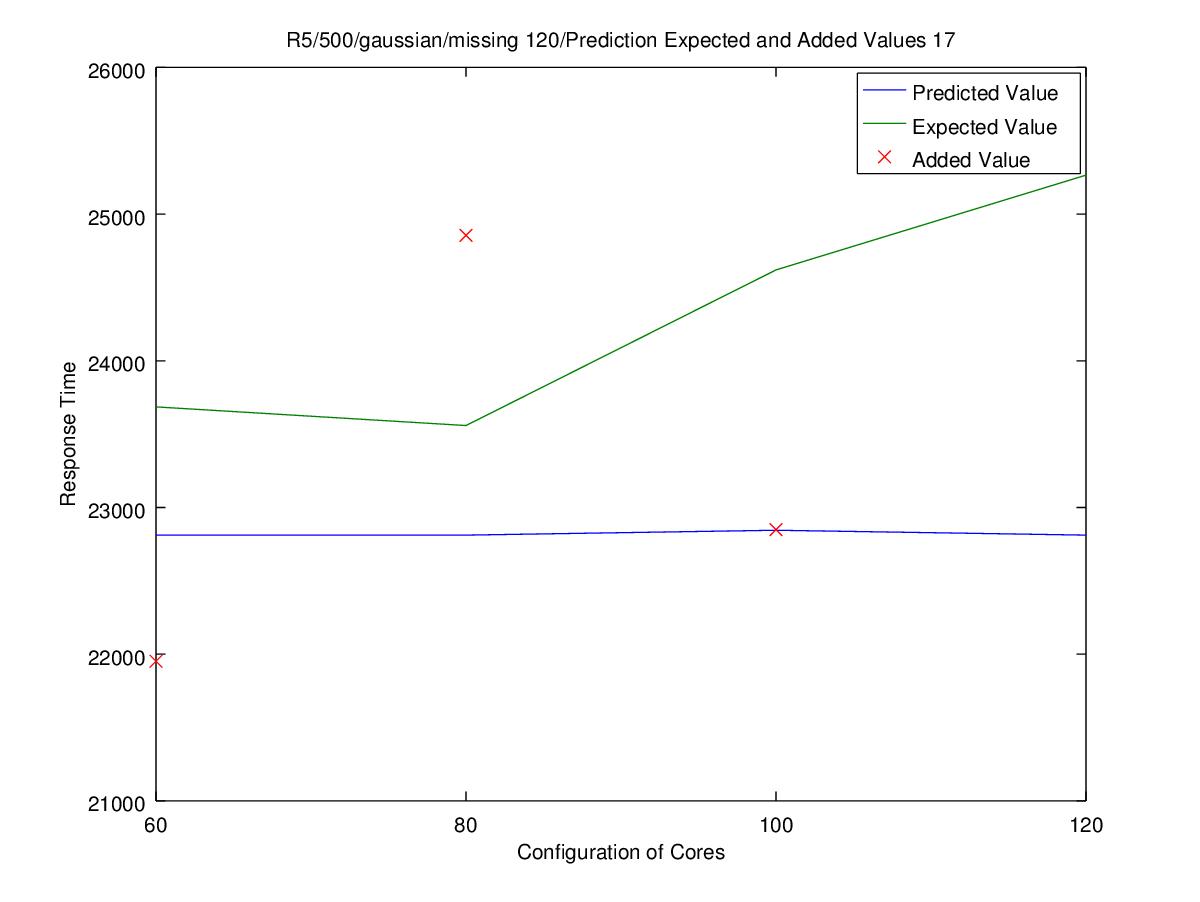 R5/500/gaussian/missing 120/Prediction Expected and Added Values 17
26000
25000
24000
23000
22000
21000
Response Time
Predicted Value
Expected Value
Added Value
60
80
100
120
Configuration of Cores